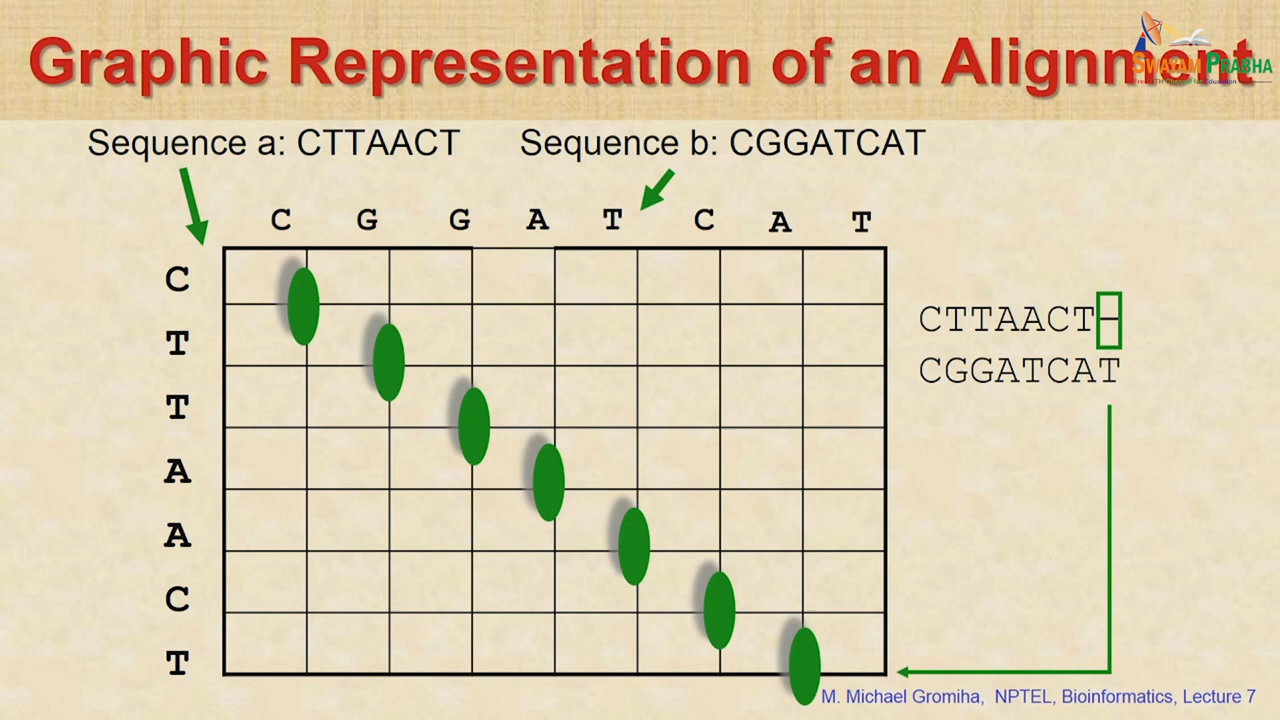 Graphic Representation of an Alignment
SWAYAM PRABHA
Sequence a: CTTAACT Sequence b: CGGATCAT
C G G A T C A T
C
T
T
A
A
C
T
CTTAACT–
CGGATCAT
M. Michael Gromiha, NPTEL, Bioinformatics, Lecture 7